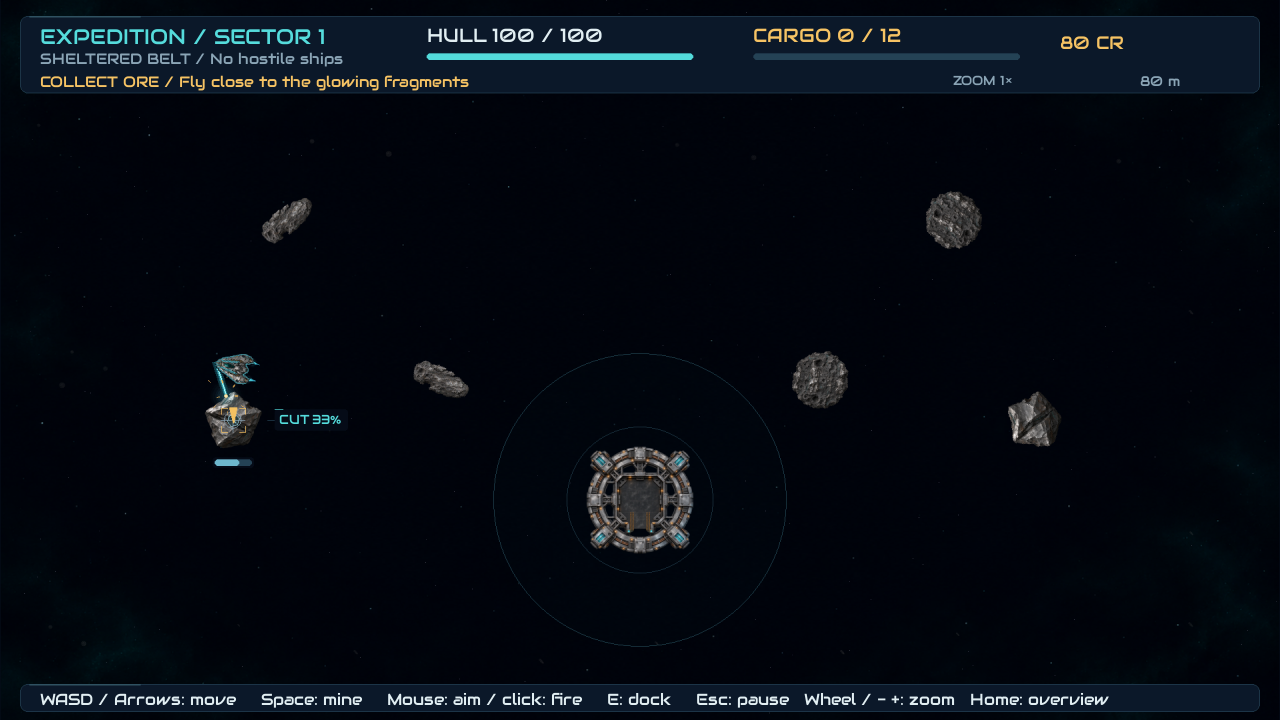 EXPEDITION / SECTOR 1
SHELTERED BELT / No hostile ships
COLLECT ORE / Fly close to the glowing fragments
HULL 100 / 100
CARGO 0 / 12
80 CR
ZOOM 1×
80 m
CUT 33%
WASD / Arrows: move Space: mine Mouse: aim / click: fire E: dock Esc: pause Wheel / - +: zoom Home: overview